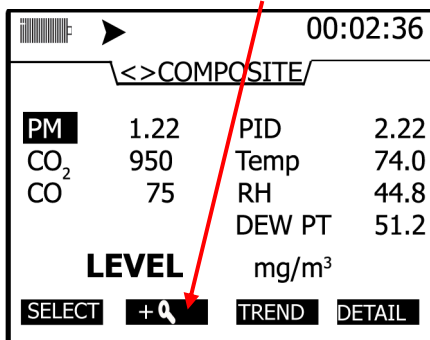 00:02:36
<>COMPOSITE/
PM 1.22 PID 2.22
CO₂ 950 Temp 74.0
CO 75 RH 44.8
DEW PT 51.2
LEVEL mg/m³
SELECT + TREND DETAIL